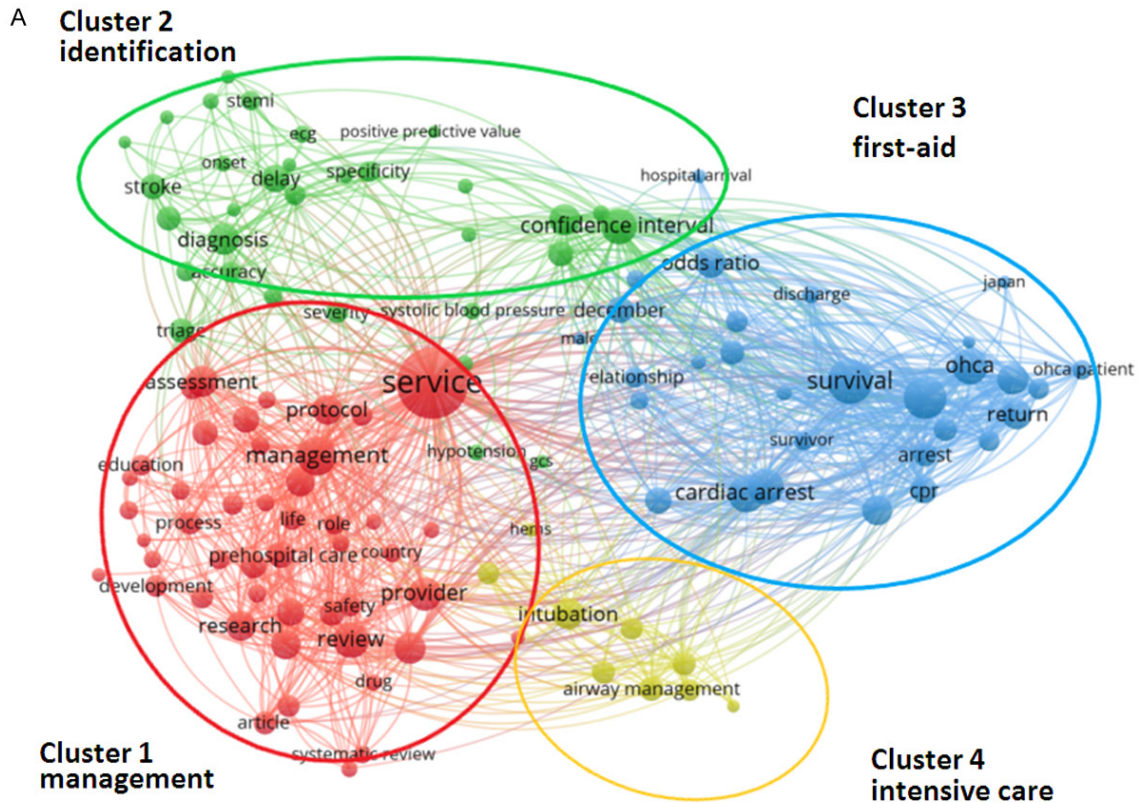 A
Cluster 2
identification
Cluster 3
first-aid
stemi
ecg
positive predictive value
onset
delay
specificity
stroke
hospital arrival
diagnosis
confidence interval
accuracy
odds ratio
japan
discharge
severity
systolic blood pressure
december
triage
male
service
relationship
survival
ohca
ohca patient
assessment
protocol
return
management
hypotension
gcs
survivor
arrest
education
cardiac arrest
cpr
process
life
role
hems
prehospital care
country
development
provider
safety
intubation
research
review
drug
airway management
article
systematic review
Cluster 1
management
Cluster 4
intensive care